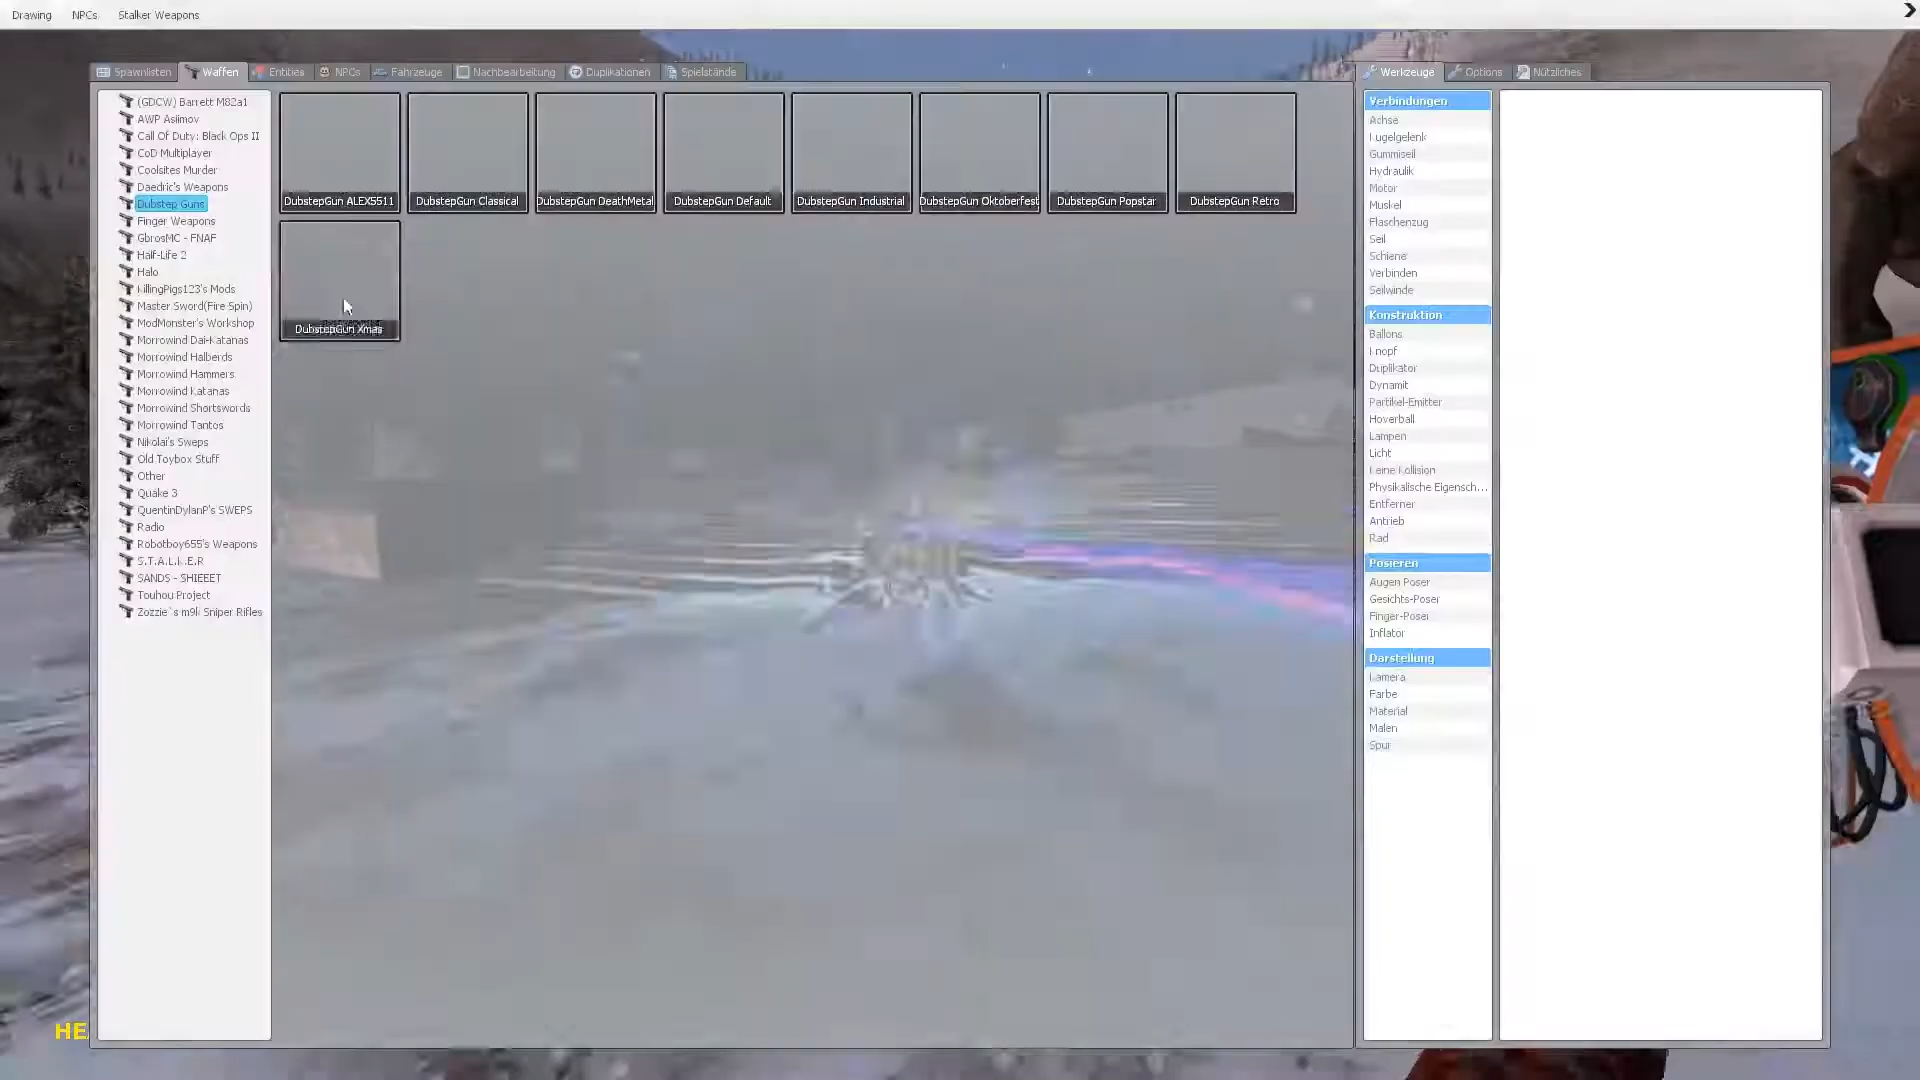 Drawing NPCs Stalker Weapons
Spawnlisten Waffen Entities NPCs Fahrzeuge Nachbearbeitung Duplikationen Spielstände
Werkzeuge Options Nützliches
(GDCW) Barrett M82a1
AWP Asiimov
Call Of Duty: Black Ops II
CoD Multiplayer
Coolsites Murder
Daedric's Weapons
Dubstep Guns
Finger Weapons
GbrosMC - FNAF
Half-Life 2
Halo
KillingPigs123's Mods
Master Sword(Fire Spin)
ModMonster's Workshop
Morrowind Dai-Katanas
Morrowind Halberds
Morrowind Hammers
Morrowind Katanas
Morrowind Shortswords
Morrowind Tantos
Nikolai's Sweps
Old Toybox Stuff
Other
Quake 3
QuentinDylanP's SWEPS
Radio
Robotboy655's Weapons
S.T.A.L.K.E.R
SANDS - SHIEEET
Touhou Project
Zozzie`s m9k Sniper Rifles
DubstepGun ALEX5511
DubstepGun Classical
DubstepGun DeathMetal
DubstepGun Default
DubstepGun Industrial
DubstepGun Oktoberfest
DubstepGun Popstar
DubstepGun Retro
DubstepGun Xmas
Verbindungen
Achse
Kugelgelenk
Gummiseil
Hydraulik
Motor
Muskel
Flaschenzug
Seil
Schiene
Verbinden
Seilwinde
Konstruktion
Ballons
Knopf
Duplikator
Dynamit
Partikel-Emitter
Hoverball
Lampen
Licht
Keine Kollision
Physikalische Eigensch...
Entferner
Antrieb
Rad
Posieren
Augen Poser
Gesichts-Poser
Finger-Poser
Inflator
Darstellung
Kamera
Farbe
Material
Malen
Spur
HE